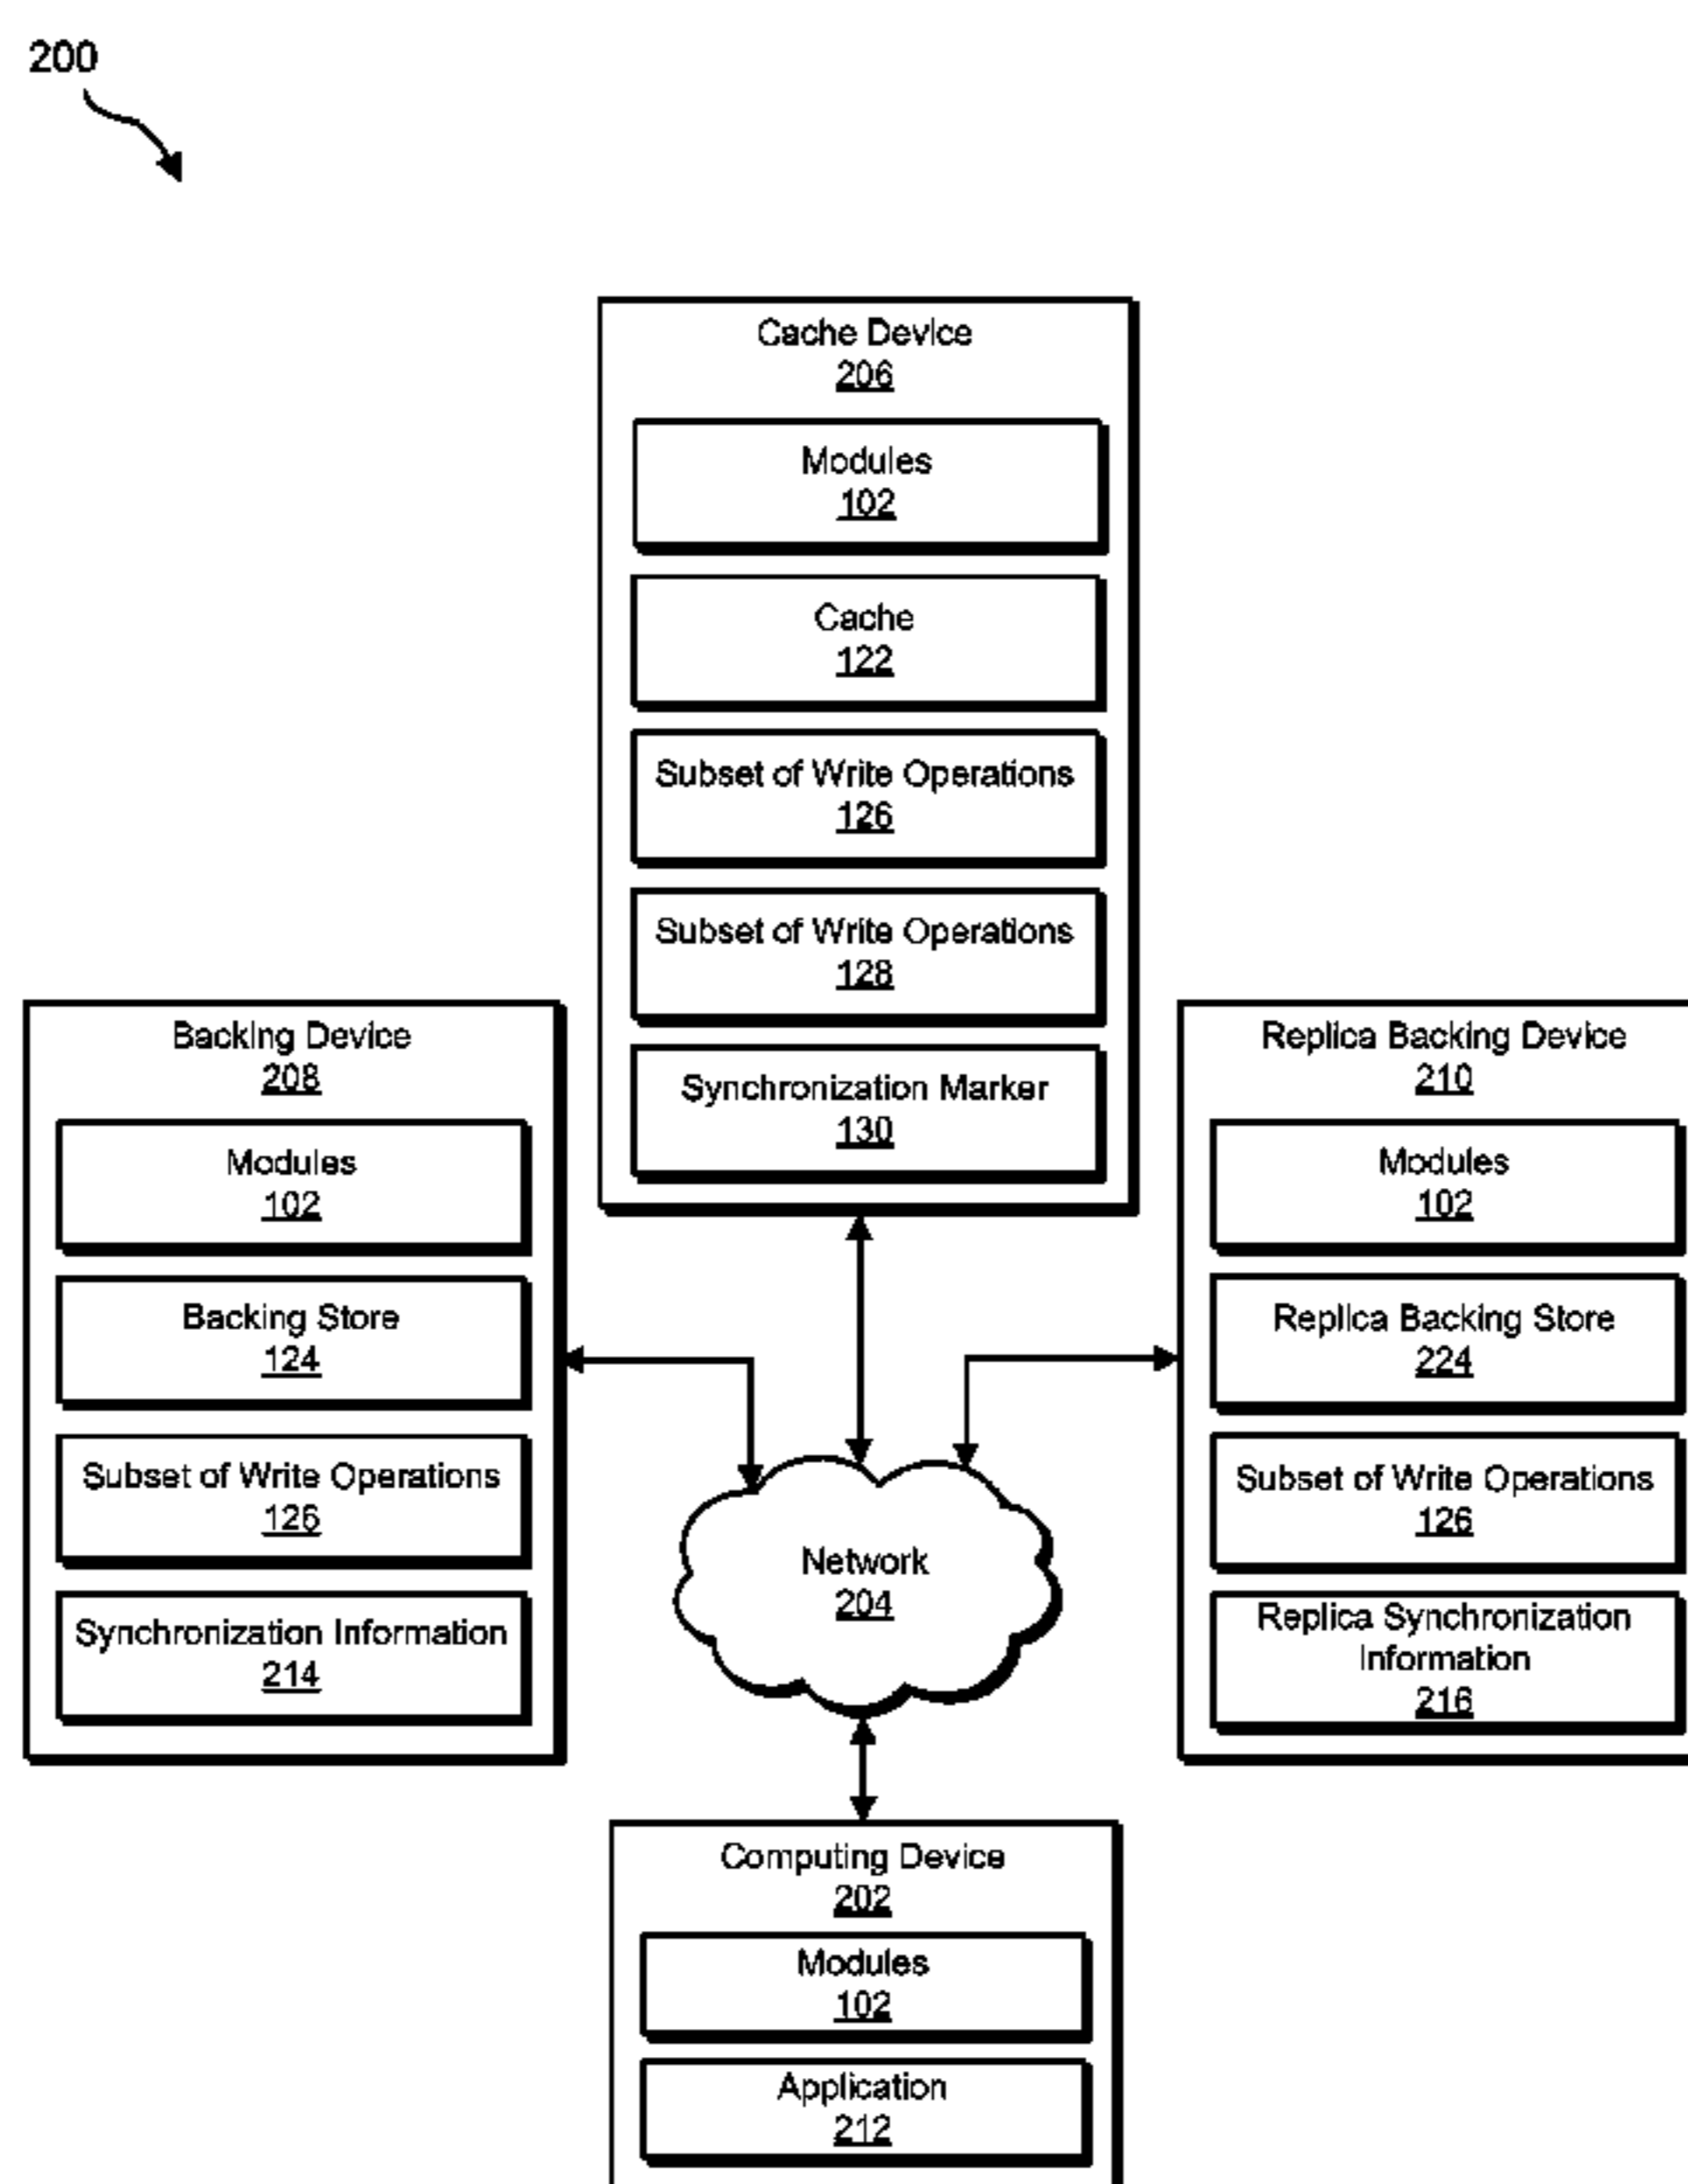 200
Cache Device
206
Modules
102
Cache
122
Subset of Write Operations
126
Subset of Write Operations
128
Synchronization Marker
130
Backing Device
208
Modules
102
Backing Store
124
Subset of Write Operations
126
Synchronization Information
214
Replica Backing Device
210
Modules
102
Replica Backing Store
224
Subset of Write Operations
126
Replica Synchronization
Information
216
Network
204
Computing Device
202
Modules
102
Application
212